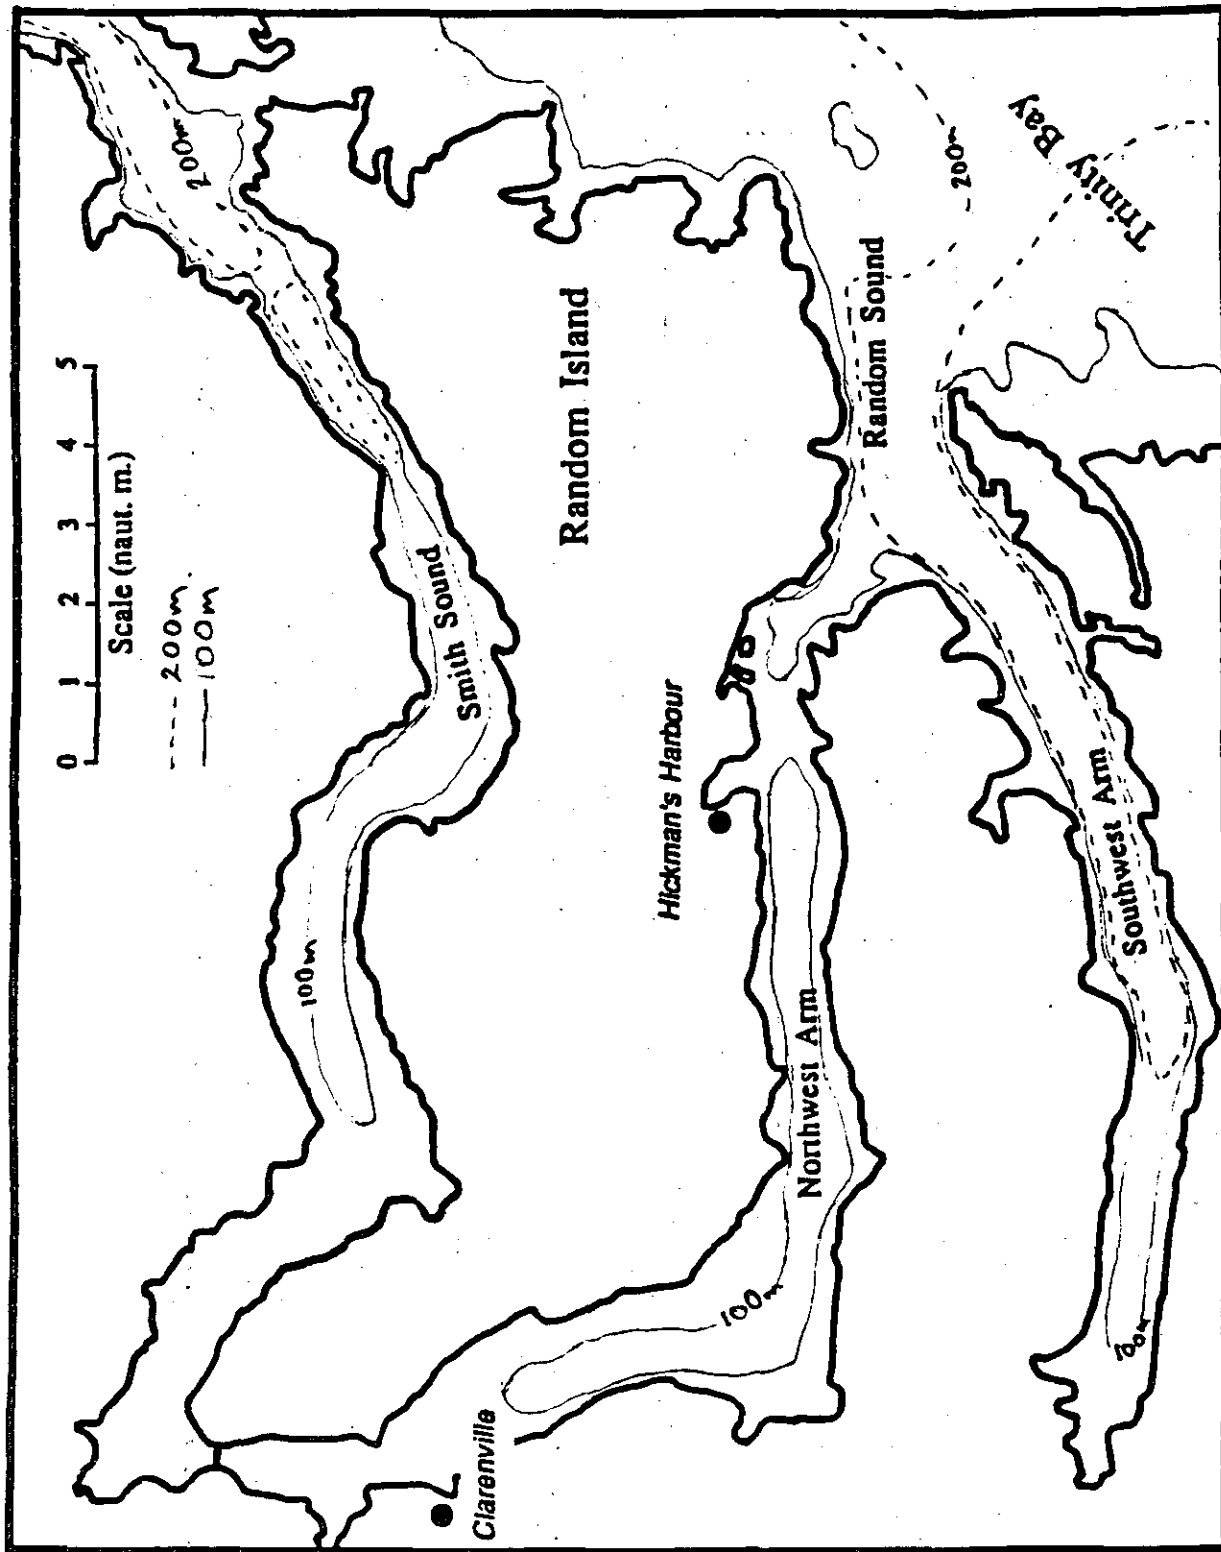 0 1 2 3 4 5
Scale (naut. m.)
---- 200m.
—— 100m
200m
Smith Sound
100m
Random Island
Clarenville
Hickman's Harbour
Northwest Arm
100m
Random Sound
200m
Trinity Bay
Southwest Arm
100m